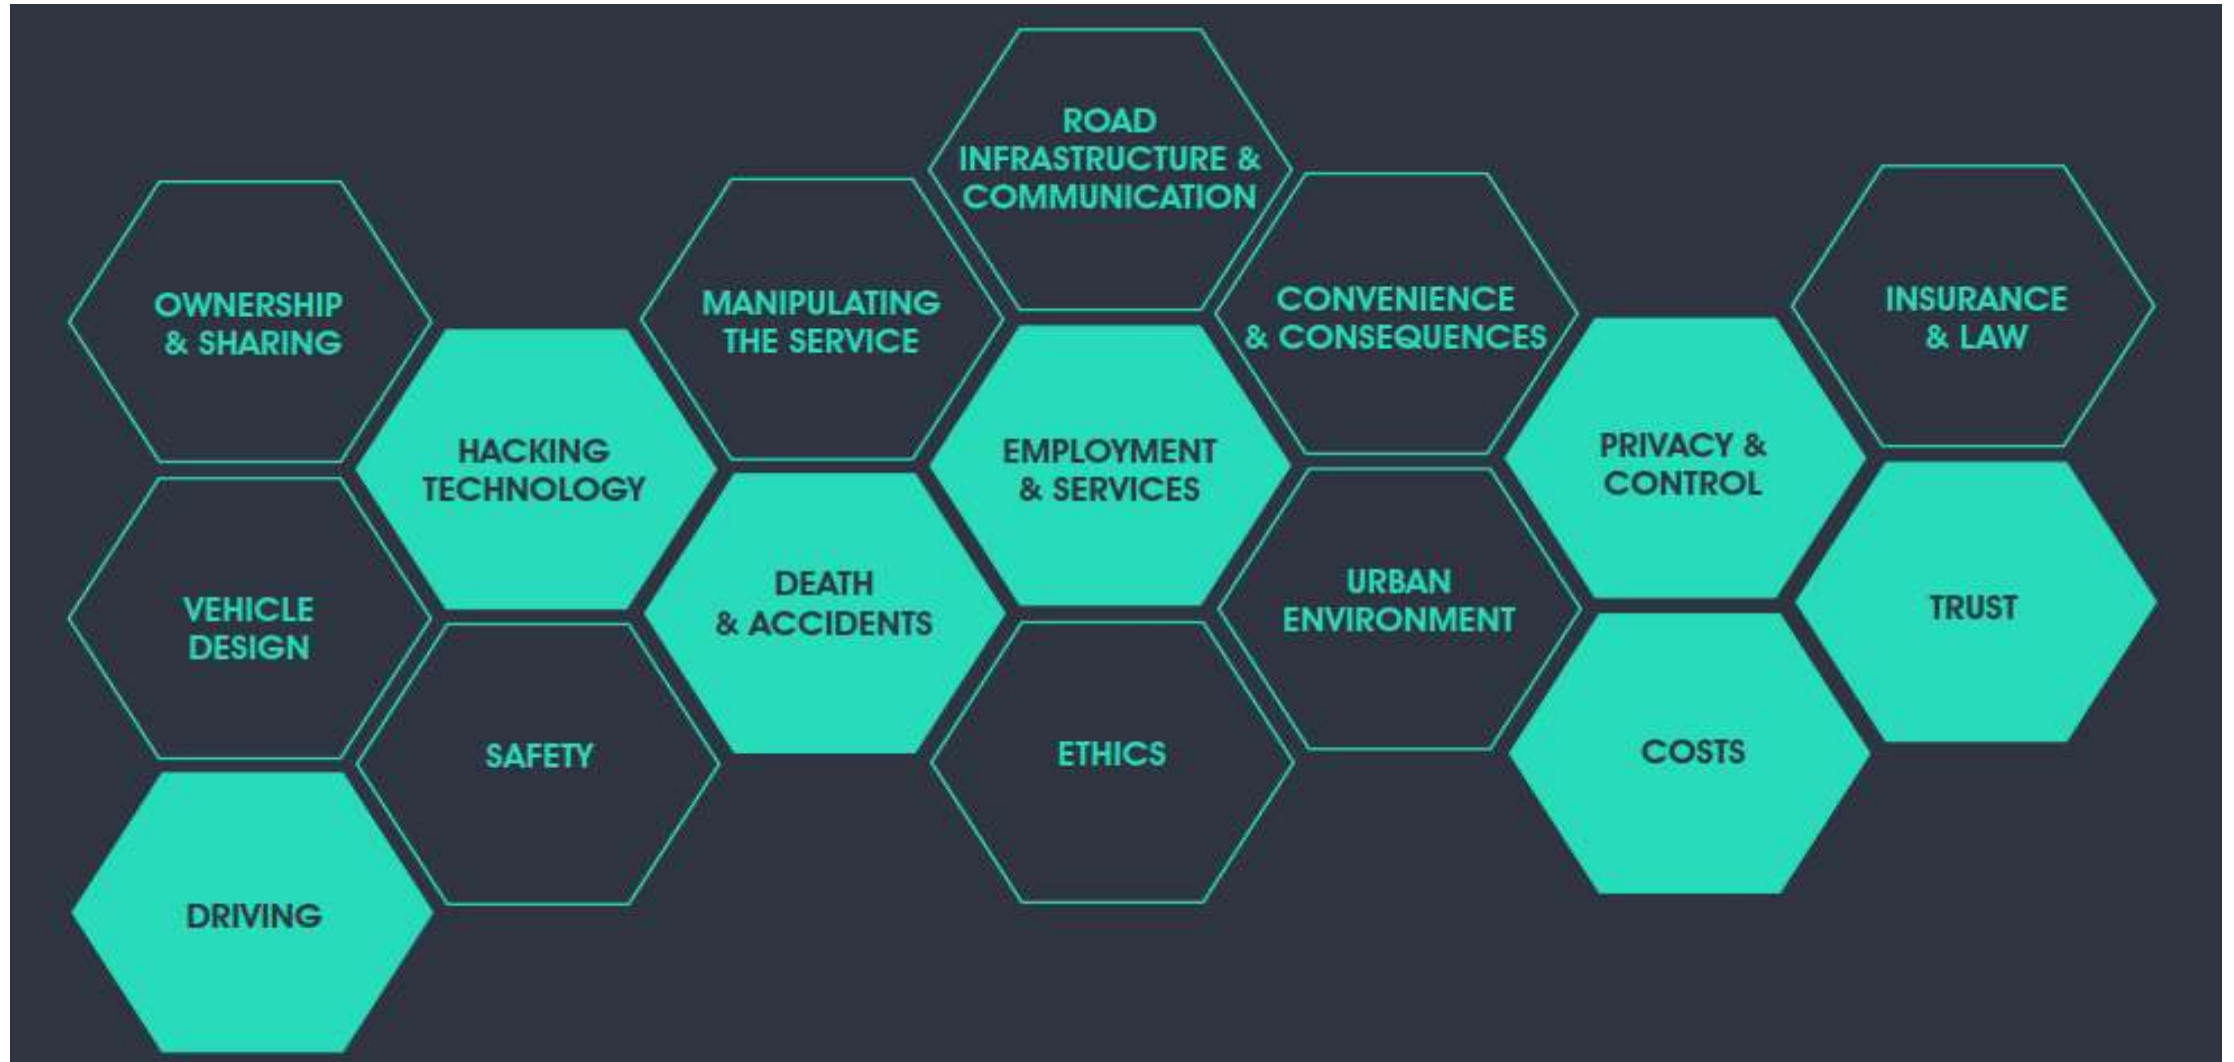 ROAD
INFRASTRUCTURE &
COMMUNICATION
OWNERSHIP
& SHARING
MANIPULATING
THE SERVICE
CONVENIENCE
& CONSEQUENCES
INSURANCE
& LAW
HACKING
TECHNOLOGY
EMPLOYMENT
& SERVICES
PRIVACY &
CONTROL
VEHICLE
DESIGN
DEATH
& ACCIDENTS
URBAN
ENVIRONMENT
TRUST
SAFETY
ETHICS
COSTS
DRIVING